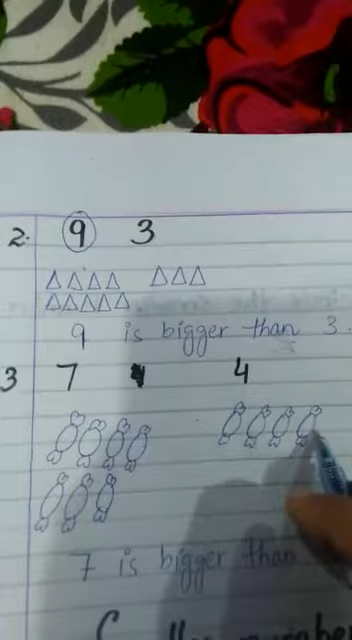 2. 9 3
9 is bigger than 3.
3 7 4
7 is bigger than